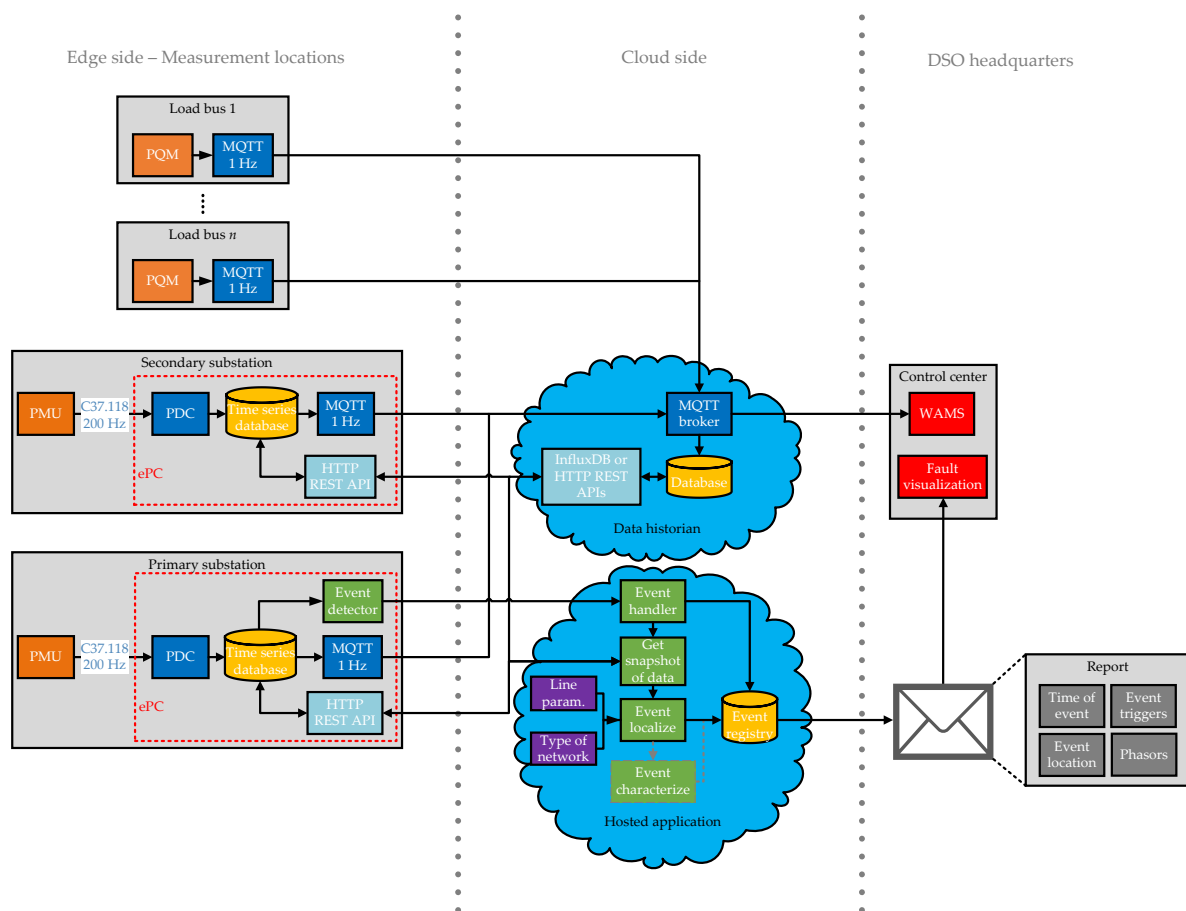 Edge side – Measurement locations
Cloud side
DSO headquarters
Load bus 1
PQM
MQTT
1 Hz
Load bus n
PQM
MQTT
1 Hz
Secondary substation
PMU
C37.118
200 Hz
PDC
Time series
database
MQTT
1 Hz
HTTP
REST API
ePC
MQTT
broker
InfluxDB or
HTTP REST
APIs
Database
Data historian
Control center
WAMS
Fault
visualization
Primary substation
PMU
C37.118
200 Hz
PDC
Time series
database
Event
detector
MQTT
1 Hz
HTTP
REST API
ePC
Event
handler
Get
snapshot
of data
Line
param.
Event
localize
Type of
network
Event
registry
Event
characterize
Hosted application
Report
Time of
event
Event
triggers
Event
location
Phasors